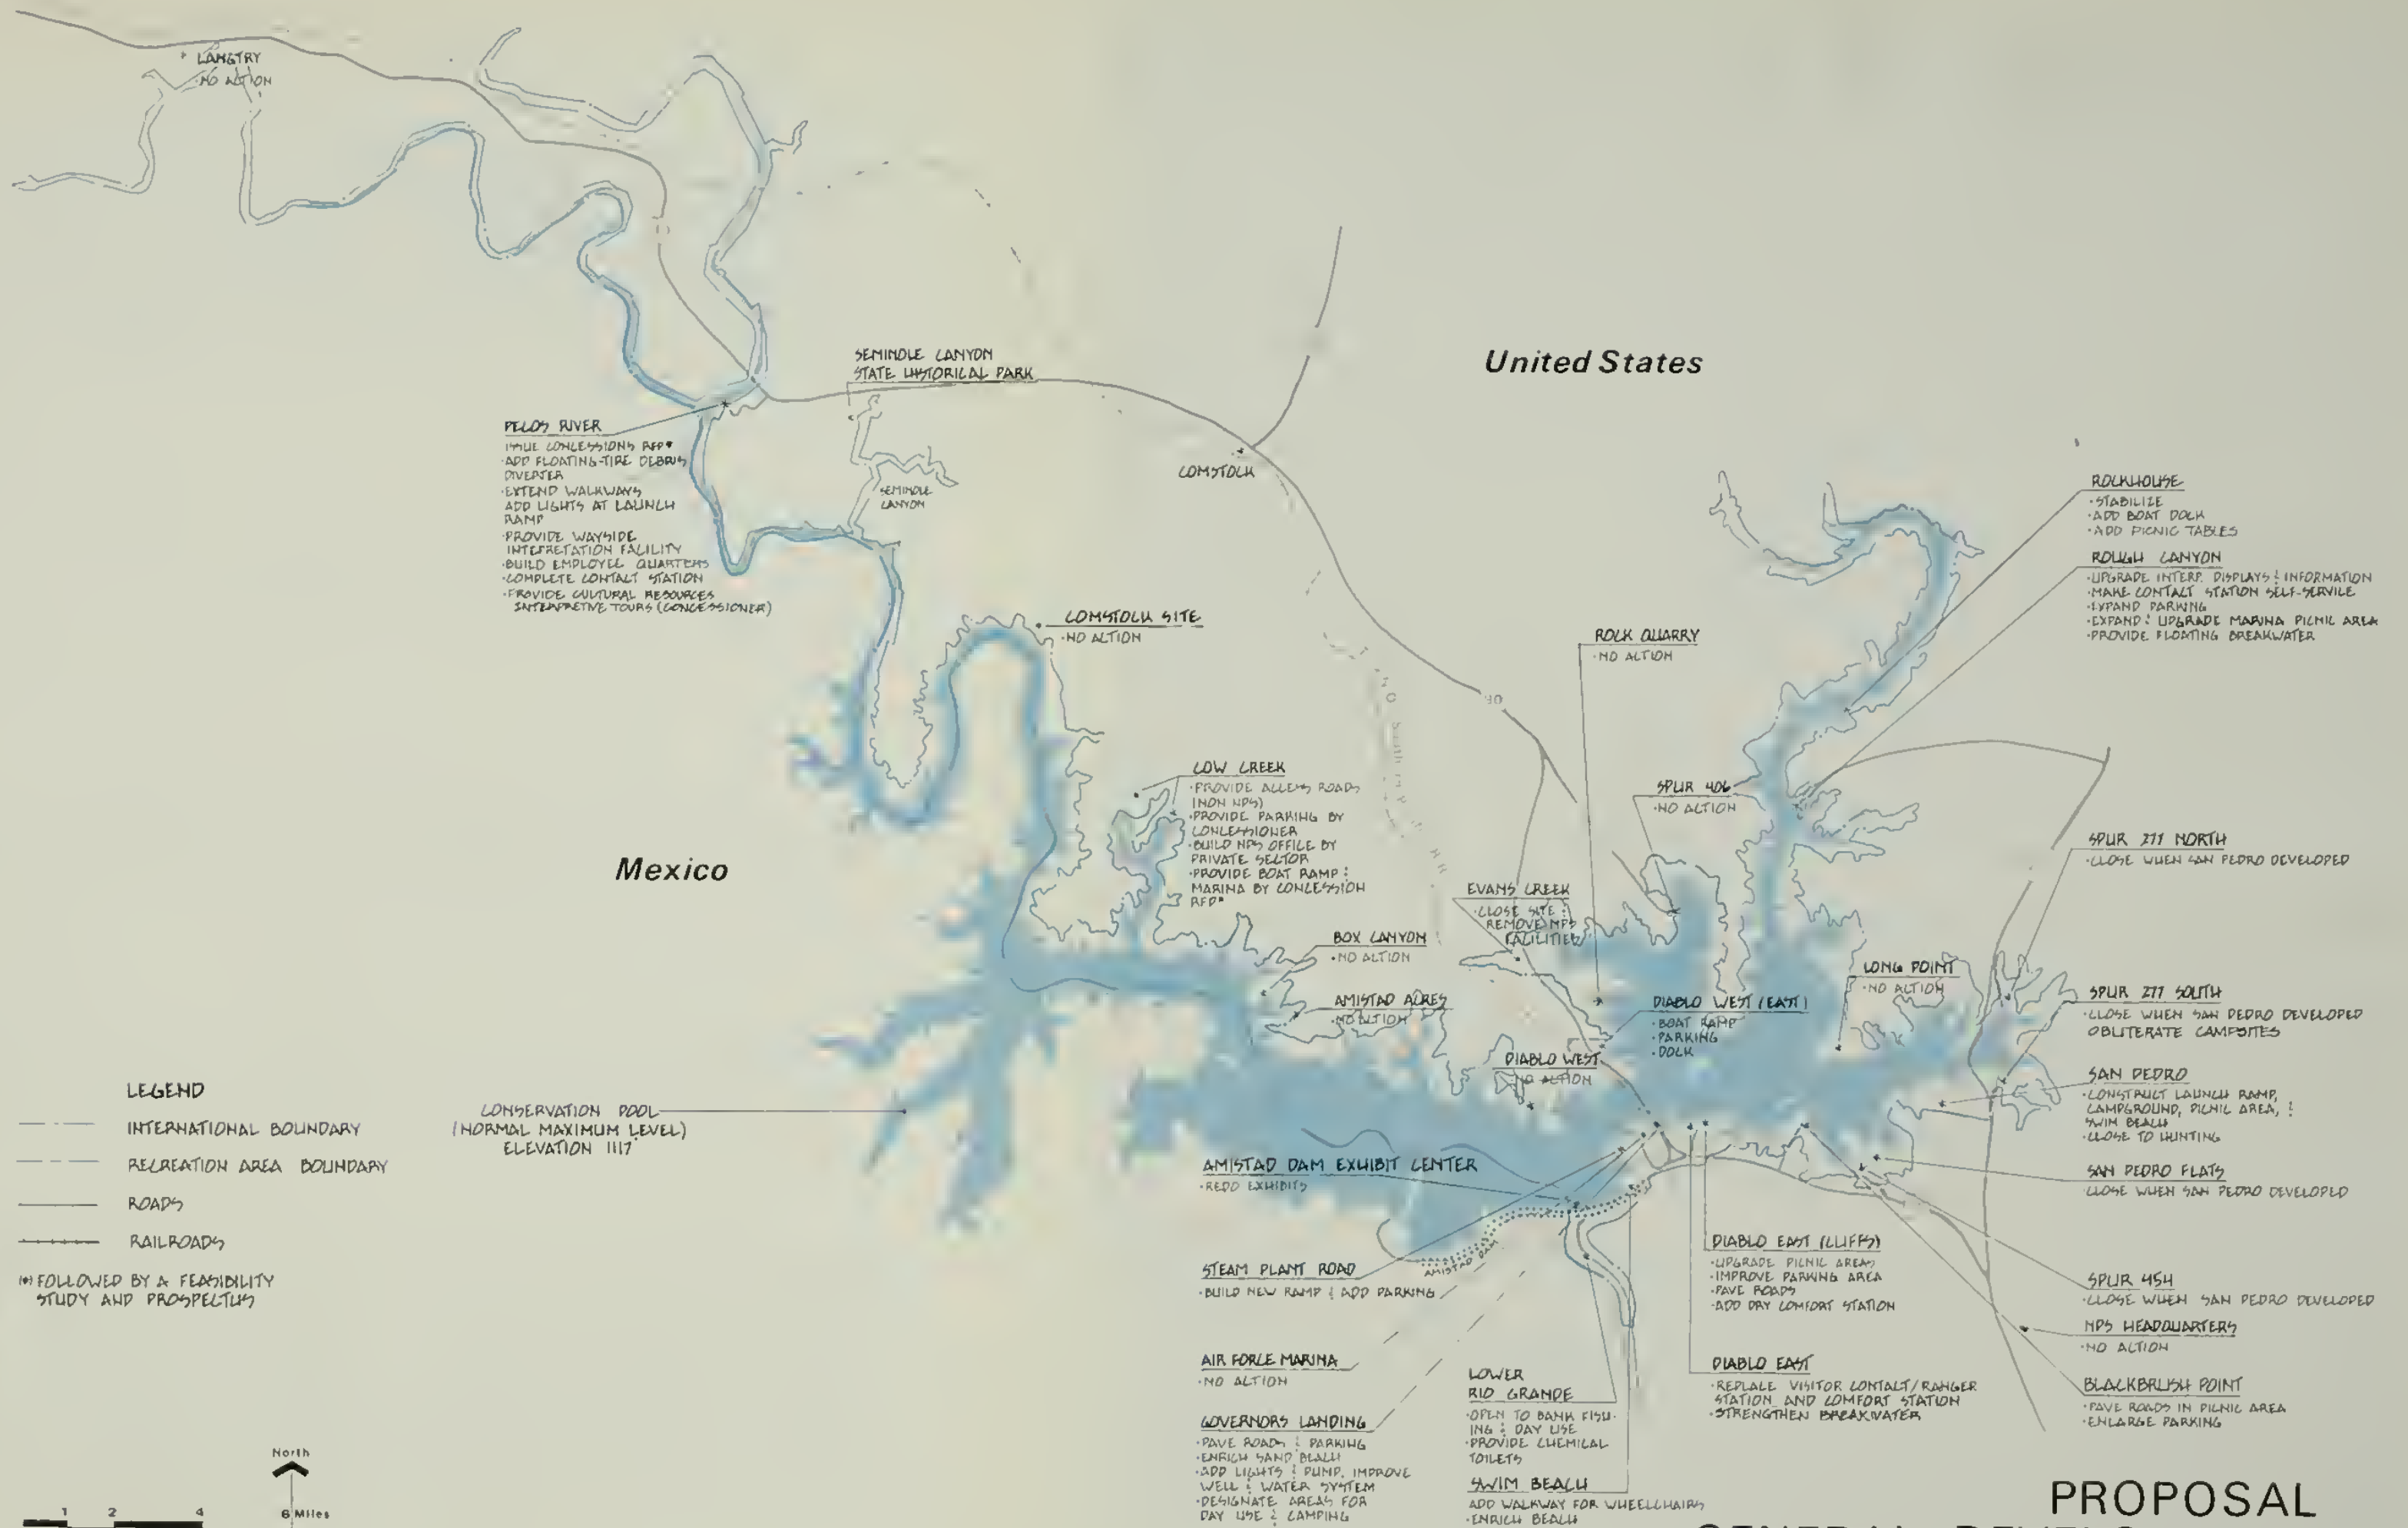 LANGTRY
NO ACTION
SEMINOLE CANYON
STATE HISTORICAL PARK
United States
PECOS RIVER
ISSUE CONCESSIONS RFP*
·ADD FLOATING-TIRE DEBRIS
DIVERTER
·EXTEND WALKWAYS
ADD LIGHTS AT LAUNCH
RAMP
·PROVIDE WAYSIDE
INTERPRETATION FACILITY
·BUILD EMPLOYEE QUARTERS
·COMPLETE CONTACT STATION
·PROVIDE CULTURAL RESOURCES
INTERPRETIVE TOURS (CONCESSIONER)
SEMINOLE
CANYON
COMSTOCK
ROCKHOUSE
·STABILIZE
·ADD BOAT DOCK
·ADD PICNIC TABLES
ROUGH CANYON
·UPGRADE INTERP. DISPLAYS & INFORMATION
·MAKE CONTACT STATION SELF-SERVICE
·EXPAND PARKING
·EXPAND & UPGRADE MARINA PICNIC AREA
·PROVIDE FLOATING BREAKWATER
COMSTOCK SITE
·NO ACTION
ROCK QUARRY
·NO ACTION
COW CREEK
·PROVIDE ACCESS ROADS
(NON NPS)
·PROVIDE PARKING BY
CONCESSIONER
·BUILD NPS OFFICE BY
PRIVATE SECTOR
·PROVIDE BOAT RAMP &
MARINA BY CONCESSION
RFP*
SPUR 406
·NO ACTION
Mexico
SPUR 277 NORTH
·CLOSE WHEN SAN PEDRO DEVELOPED
EVANS CREEK
·CLOSE SITE &
REMOVE NPS
FACILITIES
BOX CANYON
·NO ACTION
LONG POINT
·NO ACTION
AMISTAD ACRES
·NO ACTION
DIABLO WEST (EAST)
·BOAT RAMP
·PARKING
·DOCK
SPUR 277 SOUTH
·CLOSE WHEN SAN PEDRO DEVELOPED
OBLITERATE CAMPSITES
DIABLO WEST
NO ACTION
SAN PEDRO
·CONSTRUCT LAUNCH RAMP,
CAMPGROUND, PICNIC AREA, &
SWIM BEACH
·CLOSE TO HUNTING
LEGEND
INTERNATIONAL BOUNDARY
RECREATION AREA BOUNDARY
ROADS
RAILROADS
(*) FOLLOWED BY A FEASIBILITY
STUDY AND PROSPECTUS
CONSERVATION POOL
(NORMAL MAXIMUM LEVEL)
ELEVATION 1117'
AMISTAD DAM EXHIBIT CENTER
·REDO EXHIBITS
SAN PEDRO FLATS
·CLOSE WHEN SAN PEDRO DEVELOPED
AMISTAD DAM
STEAM PLANT ROAD
·BUILD NEW RAMP & ADD PARKING
DIABLO EAST (CLIFFS)
·UPGRADE PICNIC AREAS
·IMPROVE PARKING AREA
·PAVE ROADS
·ADD DRY COMFORT STATION
SPUR 454
·CLOSE WHEN SAN PEDRO DEVELOPED
NPS HEADQUARTERS
·NO ACTION
AIR FORCE MARINA
·NO ACTION
LOWER
RIO GRANDE
·OPEN TO BANK FISH-
ING & DAY USE
·PROVIDE CHEMICAL
TOILETS
DIABLO EAST
·REPLACE VISITOR CONTACT/RANGER
STATION AND COMFORT STATION
·STRENGTHEN BREAKWATER
BLACKBRUSH POINT
·PAVE ROADS IN PICNIC AREA
·ENLARGE PARKING
GOVERNORS LANDING
·PAVE ROADS & PARKING
·ENRICH SAND BEACH
·ADD LIGHTS & PUMP, IMPROVE
WELL & WATER SYSTEM
·DESIGNATE AREAS FOR
DAY USE & CAMPING
SWIM BEACH
ADD WALKWAY FOR WHEELCHAIRS
·ENRICH BEACH
North
1 2 4 6 Miles
PROPOSAL
GENERAL